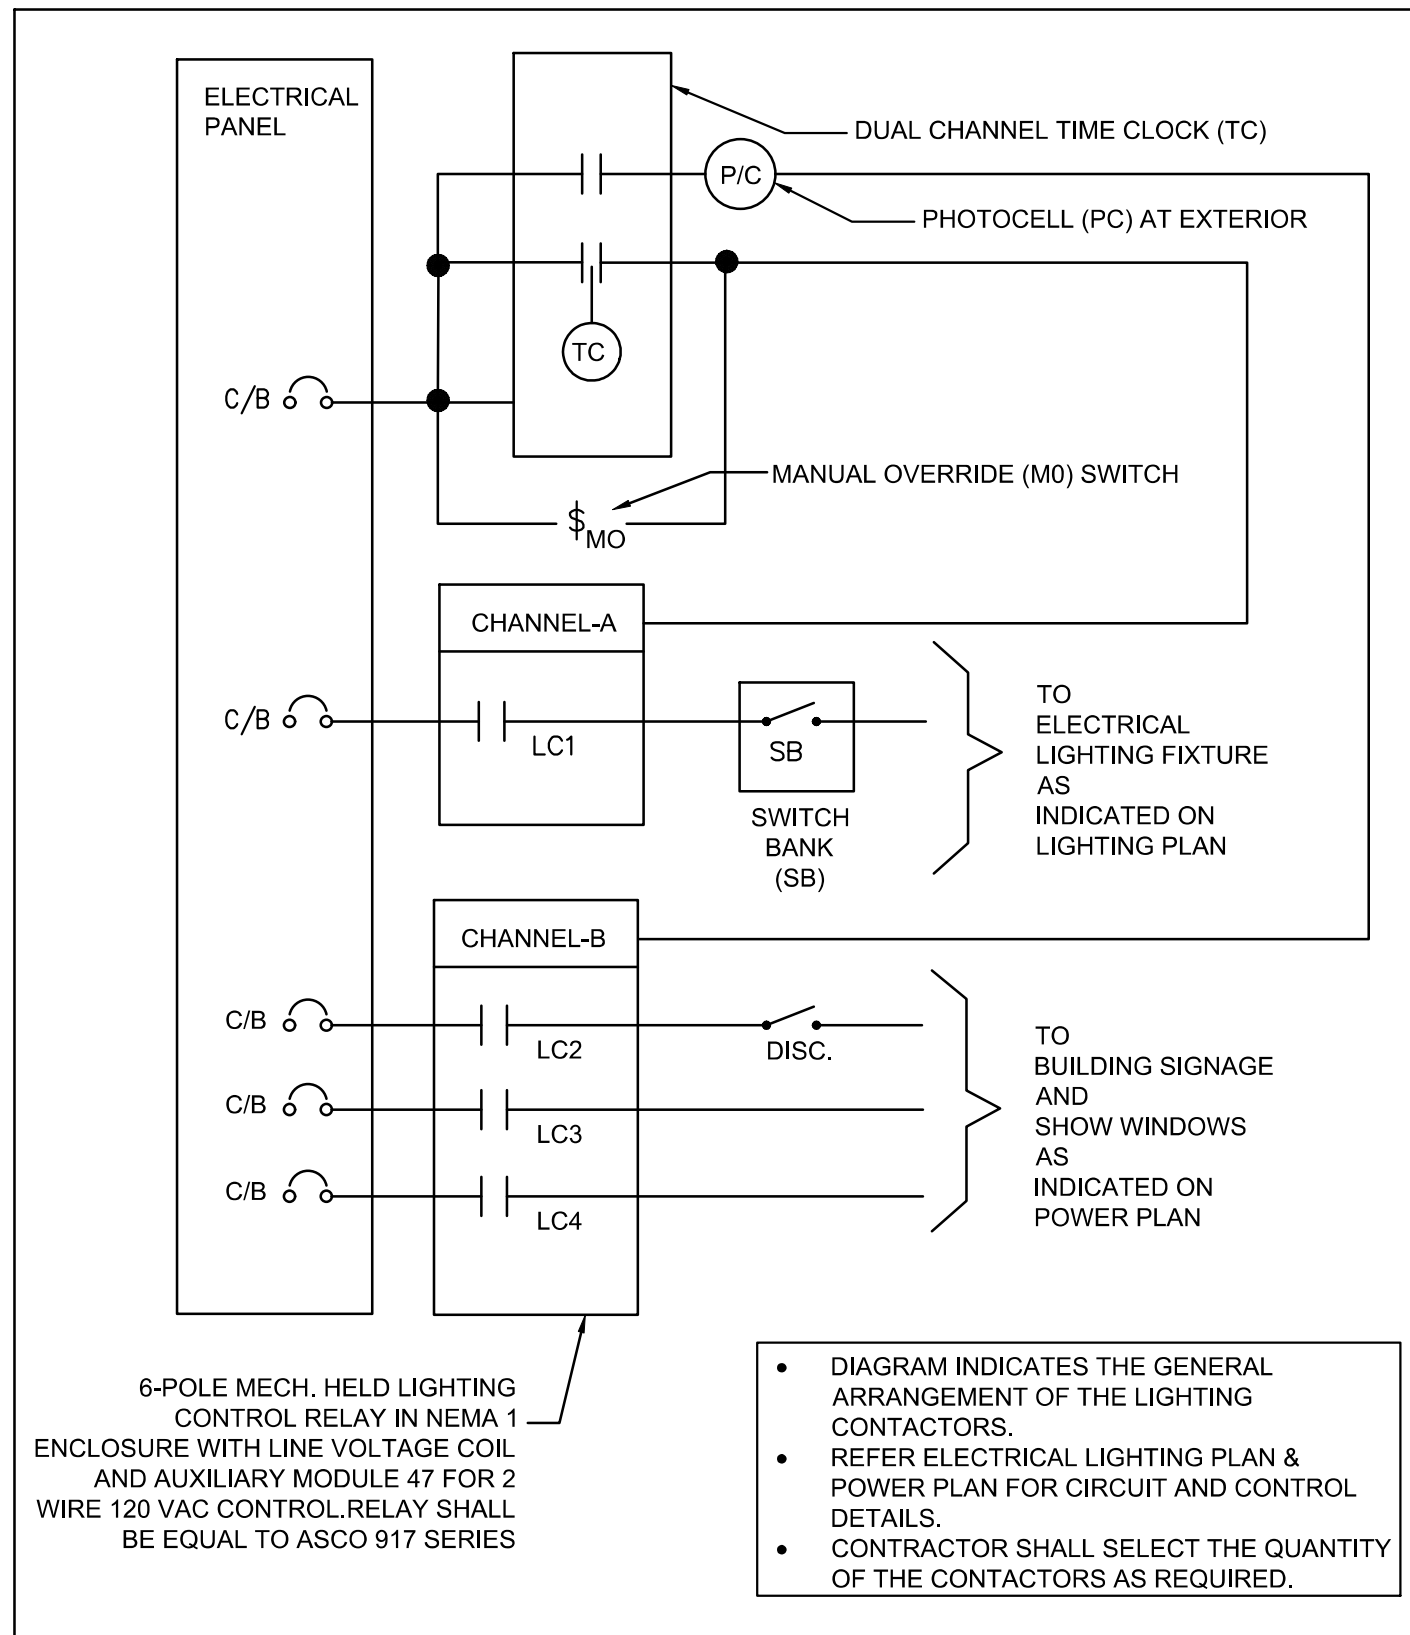 ELECTRICAL
PANEL
DUAL CHANNEL TIME CLOCK (TC)
P/C
PHOTOCELL (PC) AT EXTERIOR
TC
C/B
MANUAL OVERRIDE (M0) SWITCH
$MO
CHANNEL-A
C/B
LC1
SB
SWITCH
BANK
(SB)
TO
ELECTRICAL
LIGHTING FIXTURE
AS
INDICATED ON
LIGHTING PLAN
CHANNEL-B
C/B
LC2
DISC.
C/B
LC3
C/B
LC4
TO
BUILDING SIGNAGE
AND
SHOW WINDOWS
AS
INDICATED ON
POWER PLAN
6-POLE MECH. HELD LIGHTING
CONTROL RELAY IN NEMA 1
ENCLOSURE WITH LINE VOLTAGE COIL
AND AUXILIARY MODULE 47 FOR 2
WIRE 120 VAC CONTROL.RELAY SHALL
BE EQUAL TO ASCO 917 SERIES
• DIAGRAM INDICATES THE GENERAL
ARRANGEMENT OF THE LIGHTING
CONTACTORS.
• REFER ELECTRICAL LIGHTING PLAN &
POWER PLAN FOR CIRCUIT AND CONTROL
DETAILS.
• CONTRACTOR SHALL SELECT THE QUANTITY
OF THE CONTACTORS AS REQUIRED.